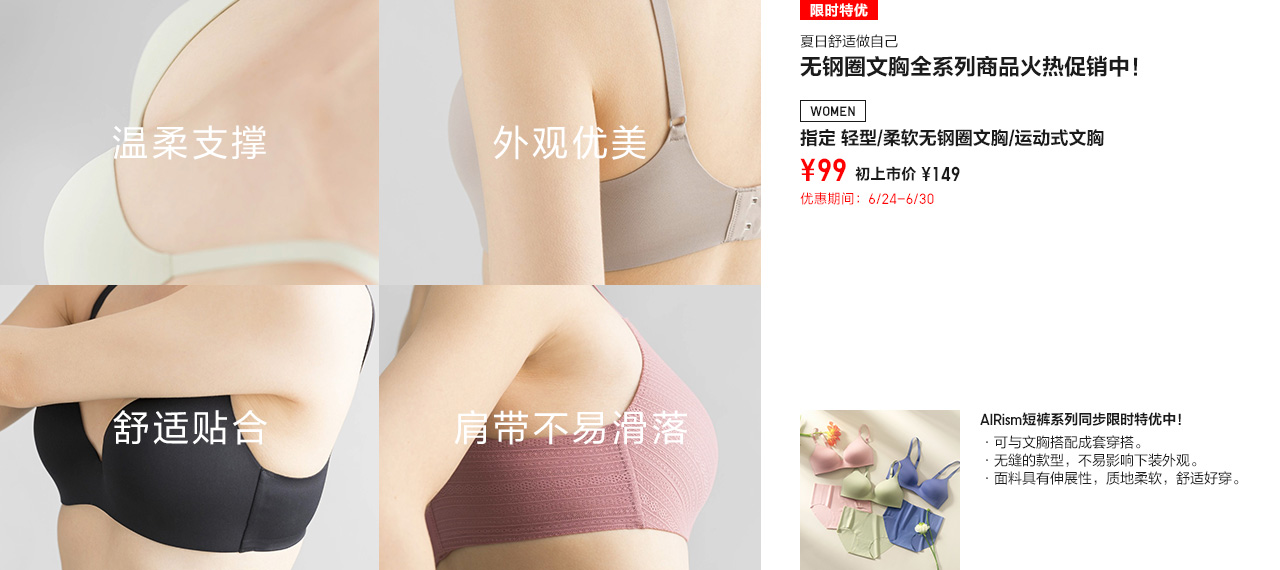 温柔支撑
外观优美
舒适贴合
肩带不易滑落
限时特优
夏日舒适做自己
无钢圈文胸全系列商品火热促销中!
WOMEN
指定 轻型/柔软无钢圈文胸/运动式文胸
¥99 初上市价 ¥149
优惠期间：6/24-6/30
AIRism短裤系列同步限时特优中!
·可与文胸搭配成套穿搭。
·无缝的款型，不易影响下装外观。
·面料具有伸展性，质地柔软，舒适好穿。